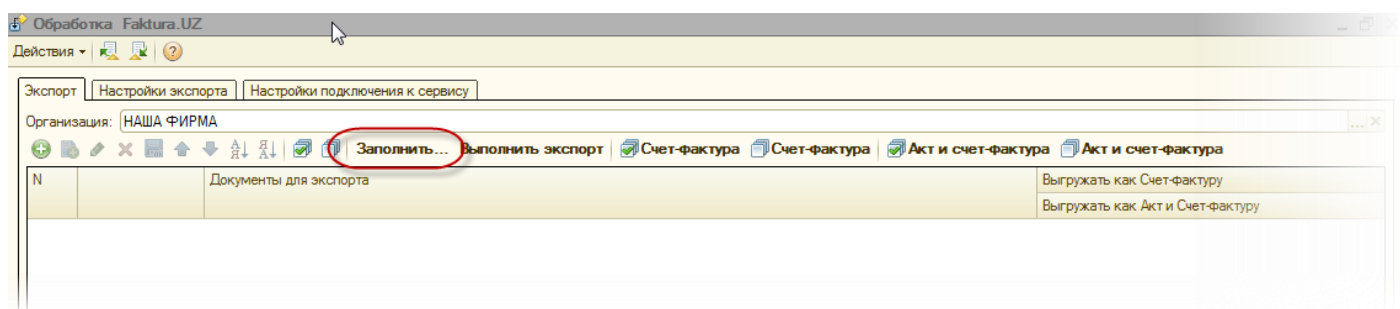 Обработка Faktura.UZ
Действия
Экспорт Настройки экспорта Настройки подключения к сервису
Организация: НАША ФИРМА
Заполнить... Выполнить экспорт Счет-фактура Счет-фактура Акт и счет-фактура Акт и счет-фактура
N Документы для экспорта Выгружать как Счет-фактуру
Выгружать как Акт и Счет-фактуру